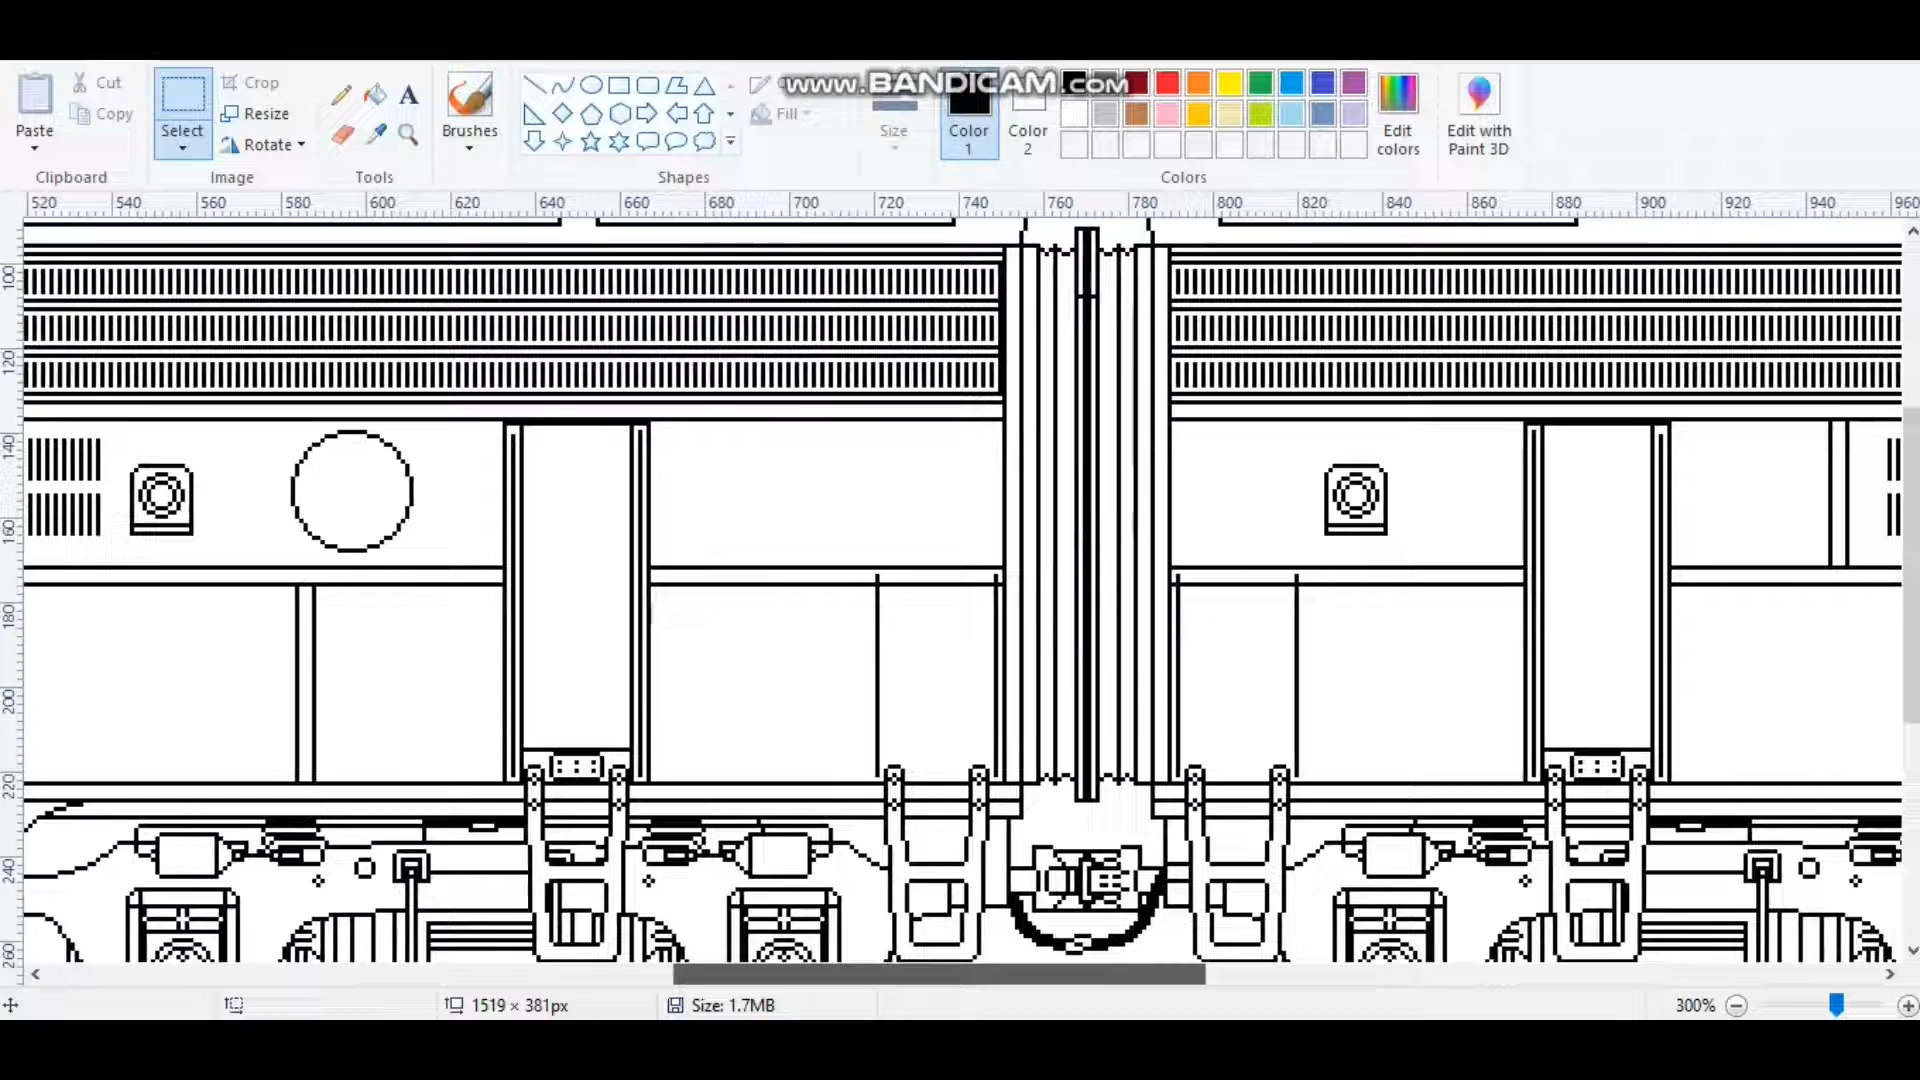 www.BANDICAM.com
Cut
Crop
Copy
Resize
Fill
Paste
Select
Rotate
A
Brushes
Size
Color
1
Color
2
Edit
colors
Edit with
Paint 3D
Clipboard
Image
Tools
Shapes
Colors
520 540 560 580 600 620 640 660 680 700 720 740 760 780 800 820 840 860 880 900 920 940 960
100
120
140
160
180
200
220
240
260
1519 × 381px
Size: 1.7MB
300%